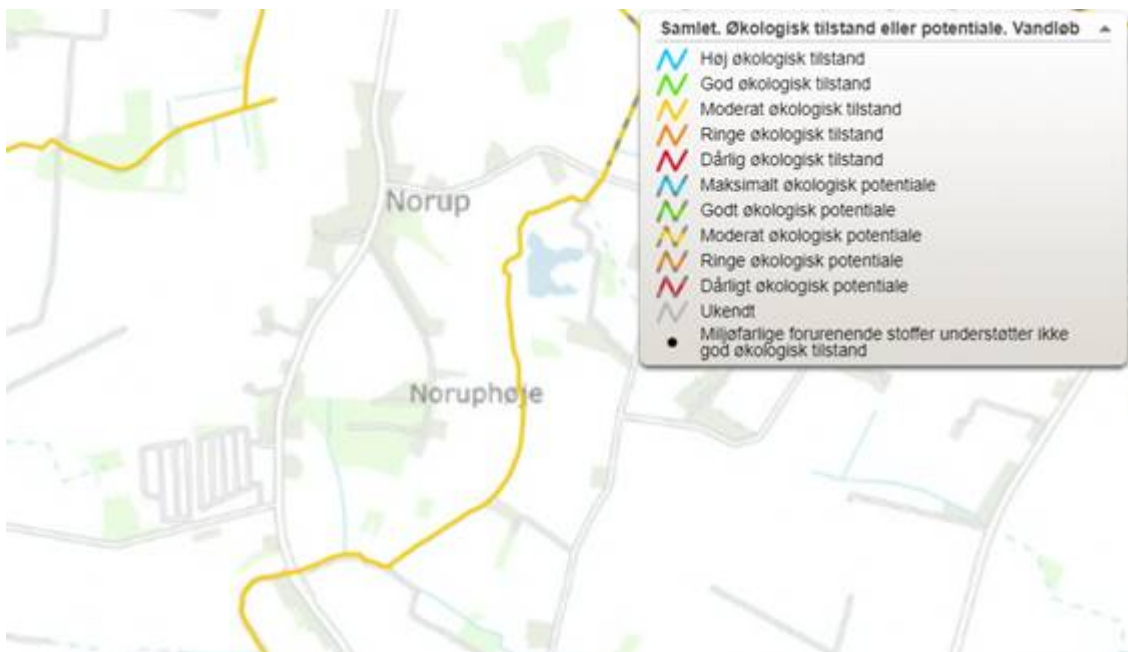 Samlet. Økologisk tilstand eller potentiale. Vandløb
Høj økologisk tilstand
God økologisk tilstand
Moderat økologisk tilstand
Ringe økologisk tilstand
Dårlig økologisk tilstand
Maksimalt økologisk potentiale
Godt økologisk potentiale
Moderat økologisk potentiale
Ringe økologisk potentiale
Dårligt økologisk potentiale
Ukendt
Miljøfarlige forurenende stoffer understøtter ikke
god økologisk tilstand
Norup
Noruphøje